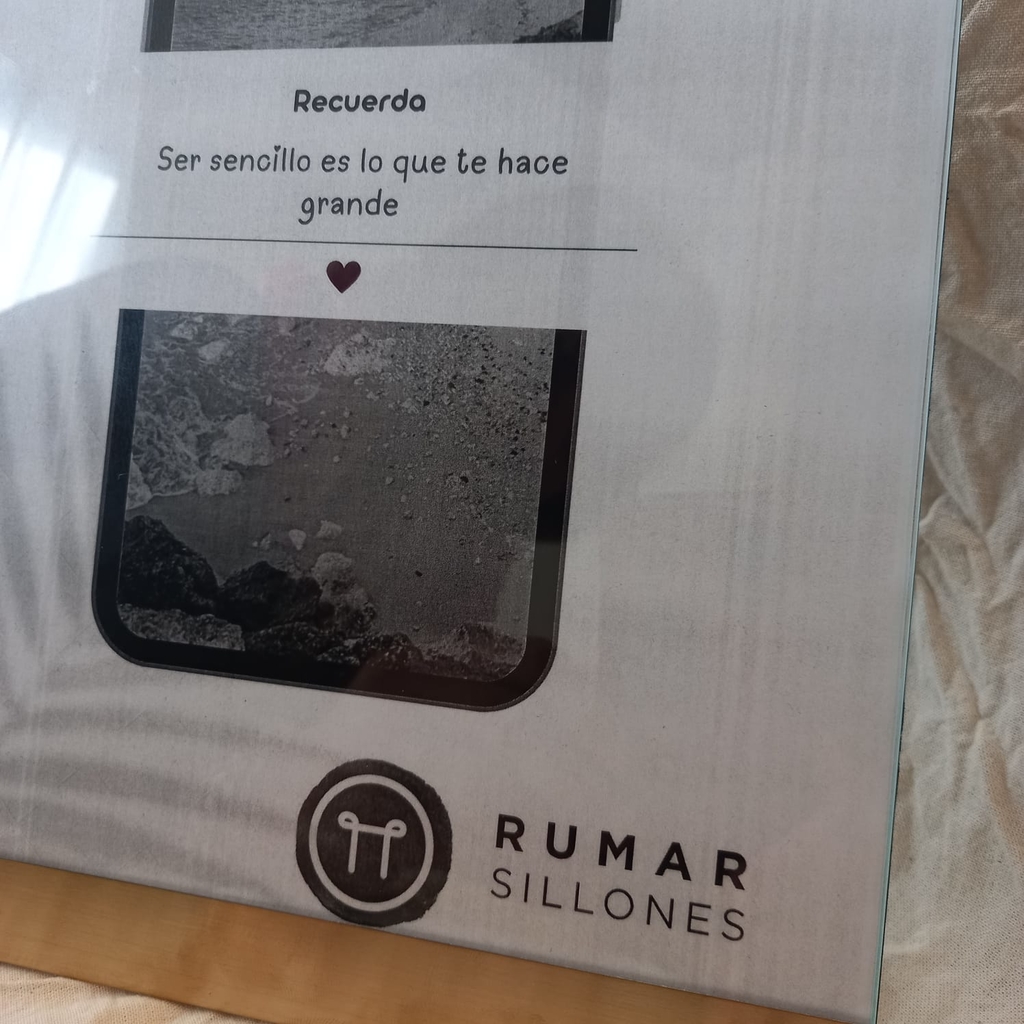 Recuerda
Ser sencillo es lo que te hace
grande
RUMAR
SILLONES